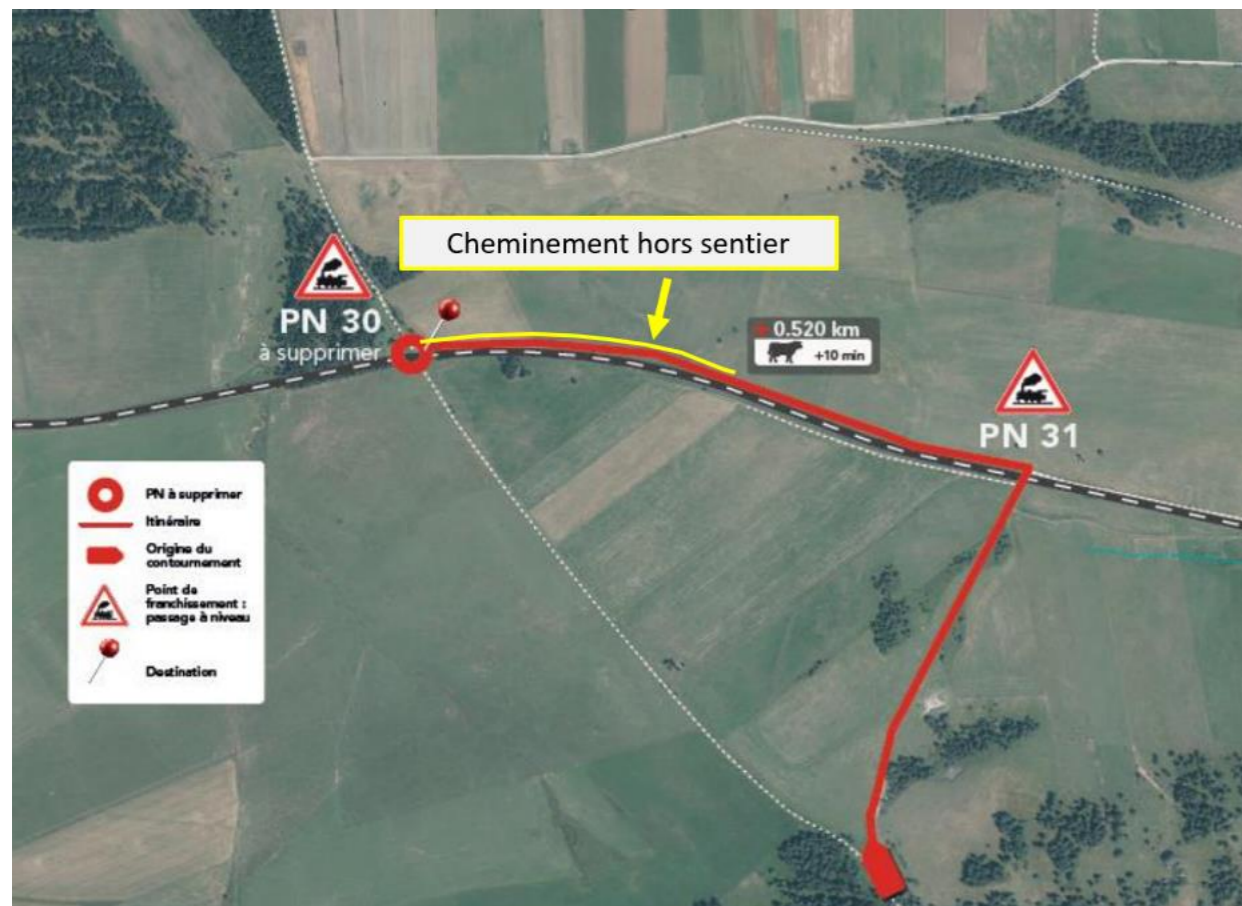 Cheminement hors sentier
PN 30
à supprimer
+ 0.520 km
+10 min
PN 31
PN à supprimer
Itinéraire
Origine du
contournement
Point de
franchissement :
passage à niveau
Destination